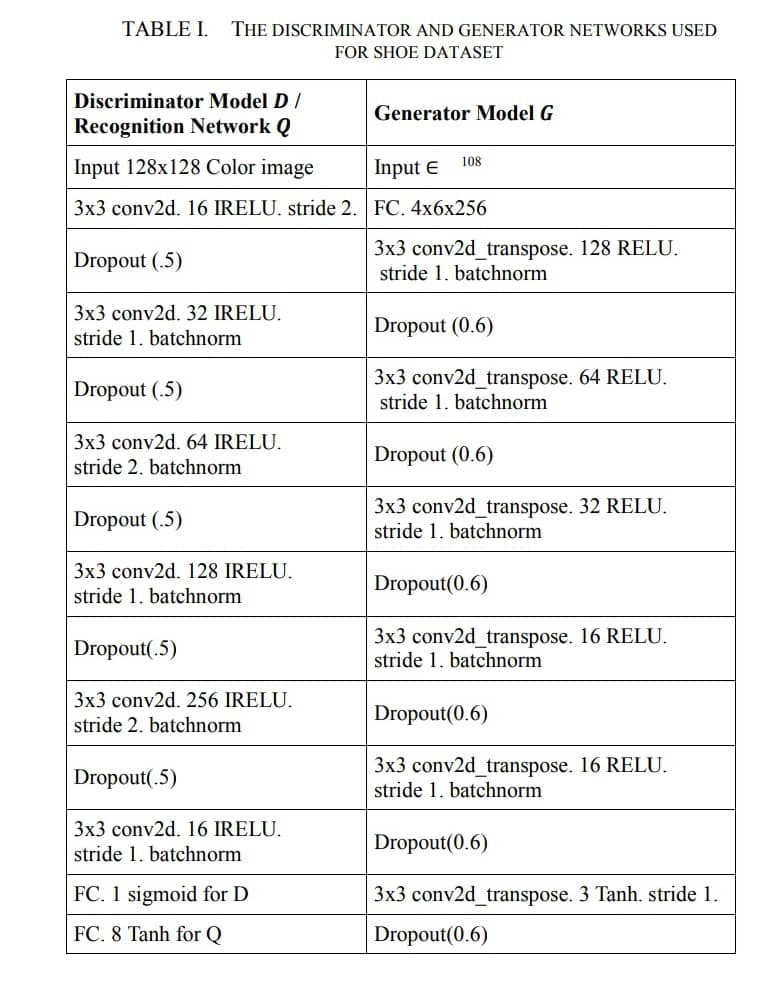 TABLE I. THE DISCRIMINATOR AND GENERATOR NETWORKS USED
FOR SHOE DATASET
Discriminator Model D /
Recognition Network Q
Generator Model G
Input 128x128 Color image
Input ∈ 108
3x3 conv2d. 16 IRELU. stride 2.
FC. 4x6x256
Dropout (.5)
3x3 conv2d_transpose. 128 RELU.
stride 1. batchnorm
3x3 conv2d. 32 IRELU.
stride 1. batchnorm
Dropout (0.6)
Dropout (.5)
3x3 conv2d_transpose. 64 RELU.
stride 1. batchnorm
3x3 conv2d. 64 IRELU.
stride 2. batchnorm
Dropout (0.6)
Dropout (.5)
3x3 conv2d_transpose. 32 RELU.
stride 1. batchnorm
3x3 conv2d. 128 IRELU.
stride 1. batchnorm
Dropout(0.6)
Dropout(.5)
3x3 conv2d_transpose. 16 RELU.
stride 1. batchnorm
3x3 conv2d. 256 IRELU.
stride 2. batchnorm
Dropout(0.6)
Dropout(.5)
3x3 conv2d_transpose. 16 RELU.
stride 1. batchnorm
3x3 conv2d. 16 IRELU.
stride 1. batchnorm
Dropout(0.6)
FC. 1 sigmoid for D
3x3 conv2d_transpose. 3 Tanh. stride 1.
FC. 8 Tanh for Q
Dropout(0.6)